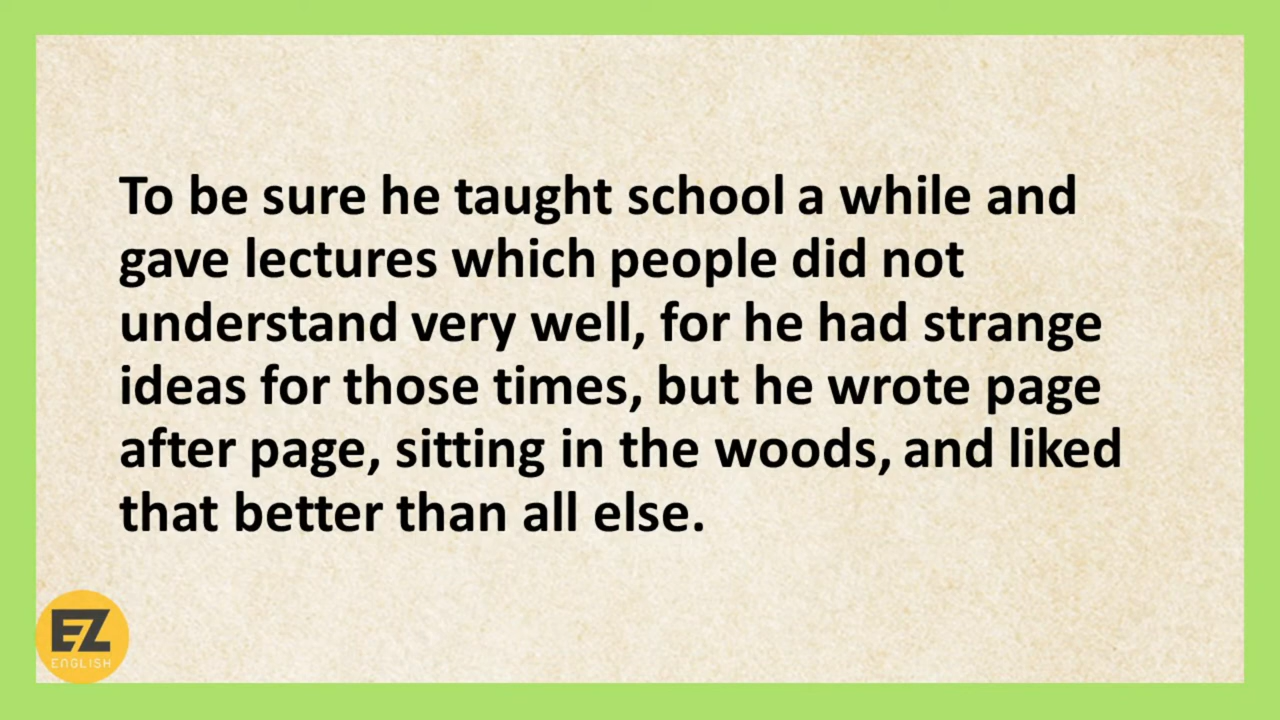 To be sure he taught school a while and
gave lectures which people did not
understand very well, for he had strange
ideas for those times, but he wrote page
after page, sitting in the woods, and liked
that better than all else.
EZ
ENGLISH